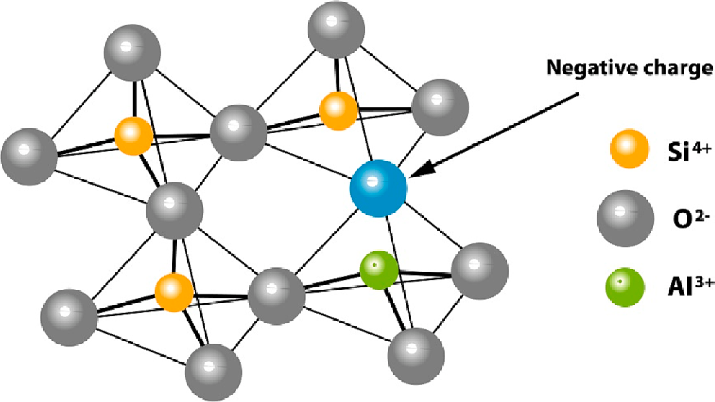 Negative charge
Si⁴⁺
O²⁻
Al³⁺